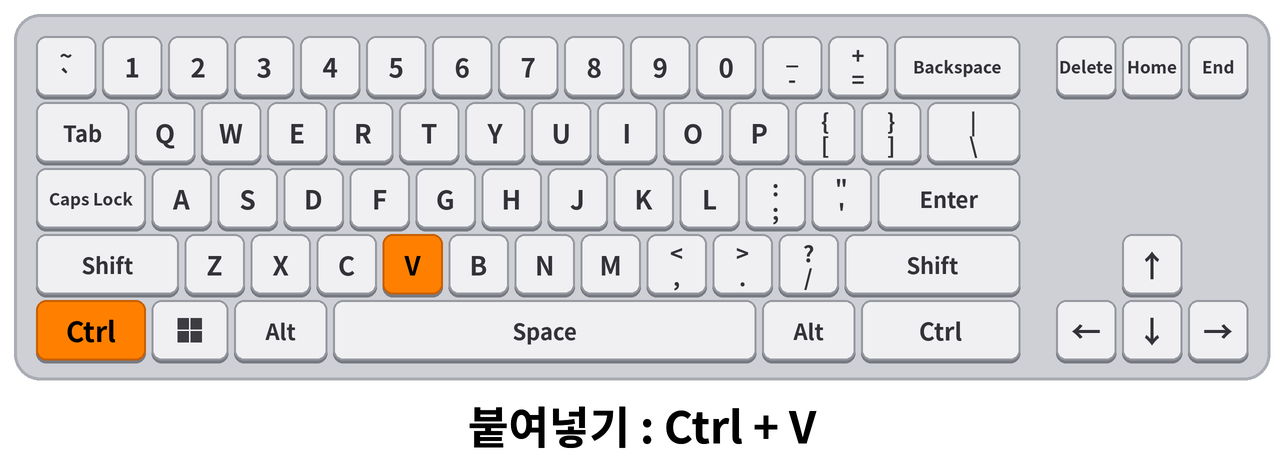 ~ ` 1 2 3 4 5 6 7 8 9 0 _ - + = Backspace Delete Home End
Tab Q W E R T Y U I O P { [ } ] | \
Caps Lock A S D F G H J K L : ; " ' Enter
Shift Z X C V B N M < , > . ? / Shift ↑
Ctrl Alt Space Alt Ctrl ← ↓ →
붙여넣기 : Ctrl + V